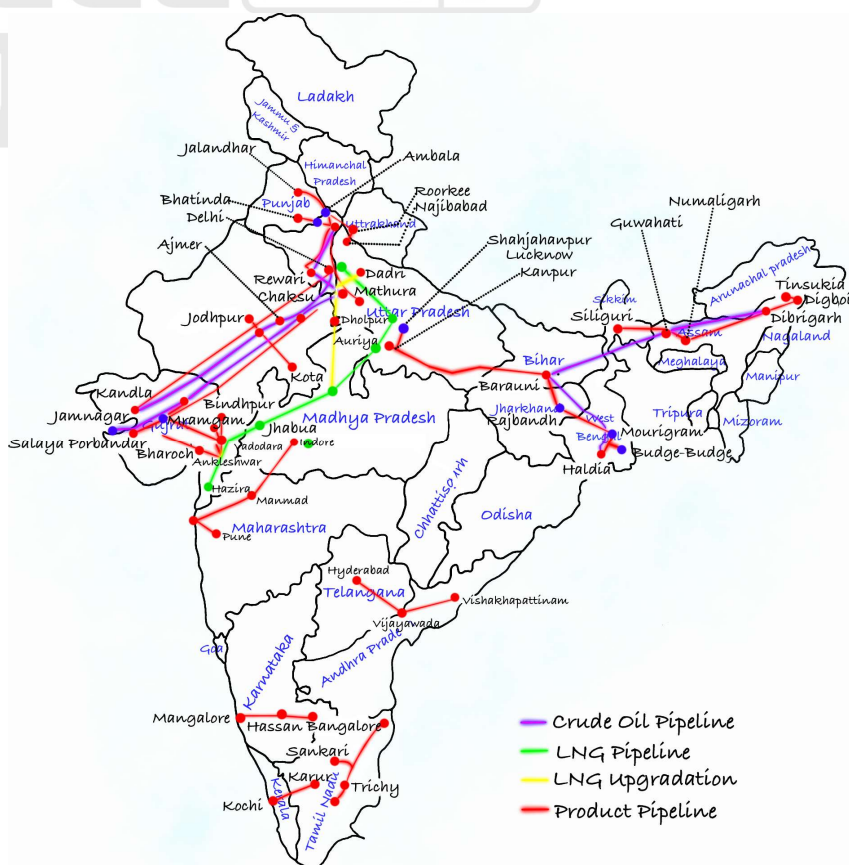 Ladakh
Jammu &
Kashmir
Jalandhar
Himanchal
Pradesh
Ambala
Bhatinda
Punjab
Roorkee
Najibabad
Delhi
Uttrakhand
Numaligarh
Guwahati
Ajmer
Shahjahanpur
Lucknow
Kanpur
Rewari
Dadri
Chaksu
Mathura
Arunachal pradesh
Tinsukia
Digboi
Sikkim
Jodhpur
Dholpur
Uttar Pradesh
Siliguri
Assam
Dibrigarh
Auriya
Nagaland
Bihar
Meghalaya
Kota
Manipur
Kandla
Barauni
Bindhpur
Jharkhand
Jamnagar
Madhya Pradesh
Rajbandh
West
Bengal
Tripura
Mizoram
Mramgam
Jhabua
Mourigram
Salaya Porbandar
Vadodara
Indore
Budge-Budge
Bharoch
Ankleshwar
Haldia
Hazira
Manmad
Odisha
Maharashtra
Pune
Hyderabad
Telangana
Vishakhapattinam
Vijayawada
Goa
Karnataka
Andhra Prade
Mangalore
Hassan Bangalore
Crude Oil Pipeline
Sankari
LNG Pipeline
Karur
LNG Upgradation
Trichy
Kochi
Kerala
Tamil Nadu
Product Pipeline